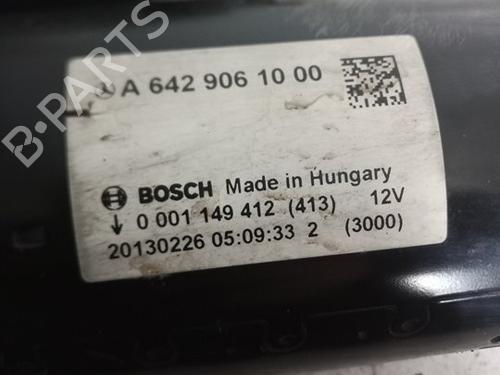 A 642 906 10 00
BOSCH Made in Hungary
0 001 149 412 (413) 12V
20130226 05:09:33 2 (3000)
B-PARTS